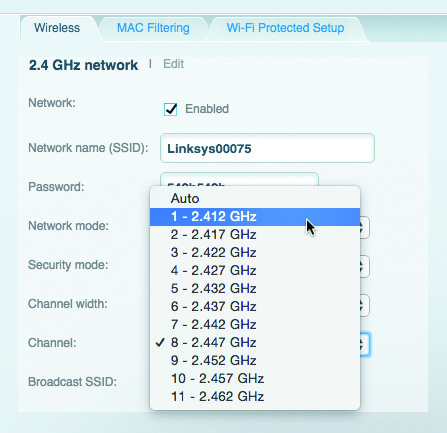 Wireless MAC Filtering Wi-Fi Protected Setup
2.4 GHz network | Edit
Network: Enabled
Network name (SSID): Linksys00075
Password:
Auto
1 - 2.412 GHz
Network mode:
2 - 2.417 GHz
3 - 2.422 GHz
Security mode:
4 - 2.427 GHz
5 - 2.432 GHz
Channel width:
6 - 2.437 GHz
7 - 2.442 GHz
Channel: ✓ 8 - 2.447 GHz
9 - 2.452 GHz
Broadcast SSID:
10 - 2.457 GHz
11 - 2.462 GHz